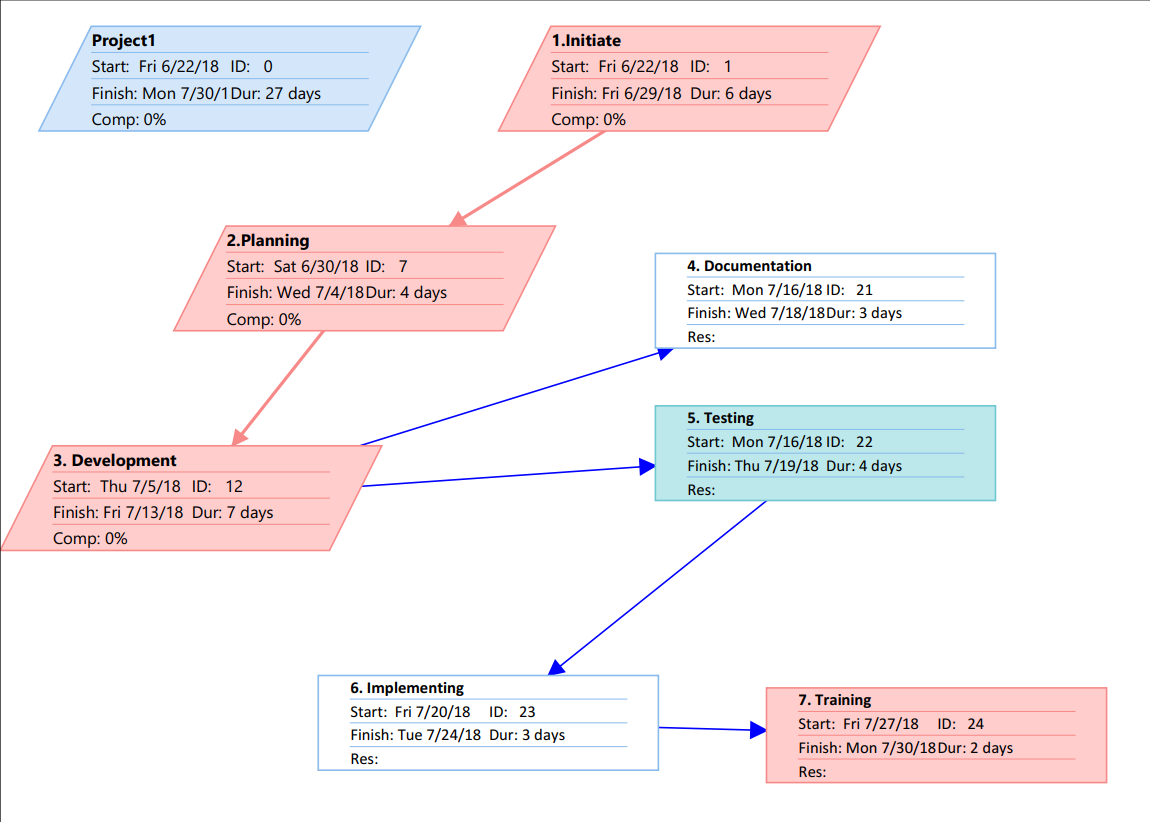 Project1
Start: Fri 6/22/18 ID: 0
Finish: Mon 7/30/1 Dur: 27 days
Comp: 0%
1.Initiate
Start: Fri 6/22/18 ID: 1
Finish: Fri 6/29/18 Dur: 6 days
Comp: 0%
2.Planning
Start: Sat 6/30/18 ID: 7
Finish: Wed 7/4/18 Dur: 4 days
Comp: 0%
4. Documentation
Start: Mon 7/16/18 ID: 21
Finish: Wed 7/18/18 Dur: 3 days
Res:
5. Testing
Start: Mon 7/16/18 ID: 22
Finish: Thu 7/19/18 Dur: 4 days
Res:
3. Development
Start: Thu 7/5/18 ID: 12
Finish: Fri 7/13/18 Dur: 7 days
Comp: 0%
6. Implementing
Start: Fri 7/20/18 ID: 23
Finish: Tue 7/24/18 Dur: 3 days
Res:
7. Training
Start: Fri 7/27/18 ID: 24
Finish: Mon 7/30/18 Dur: 2 days
Res: